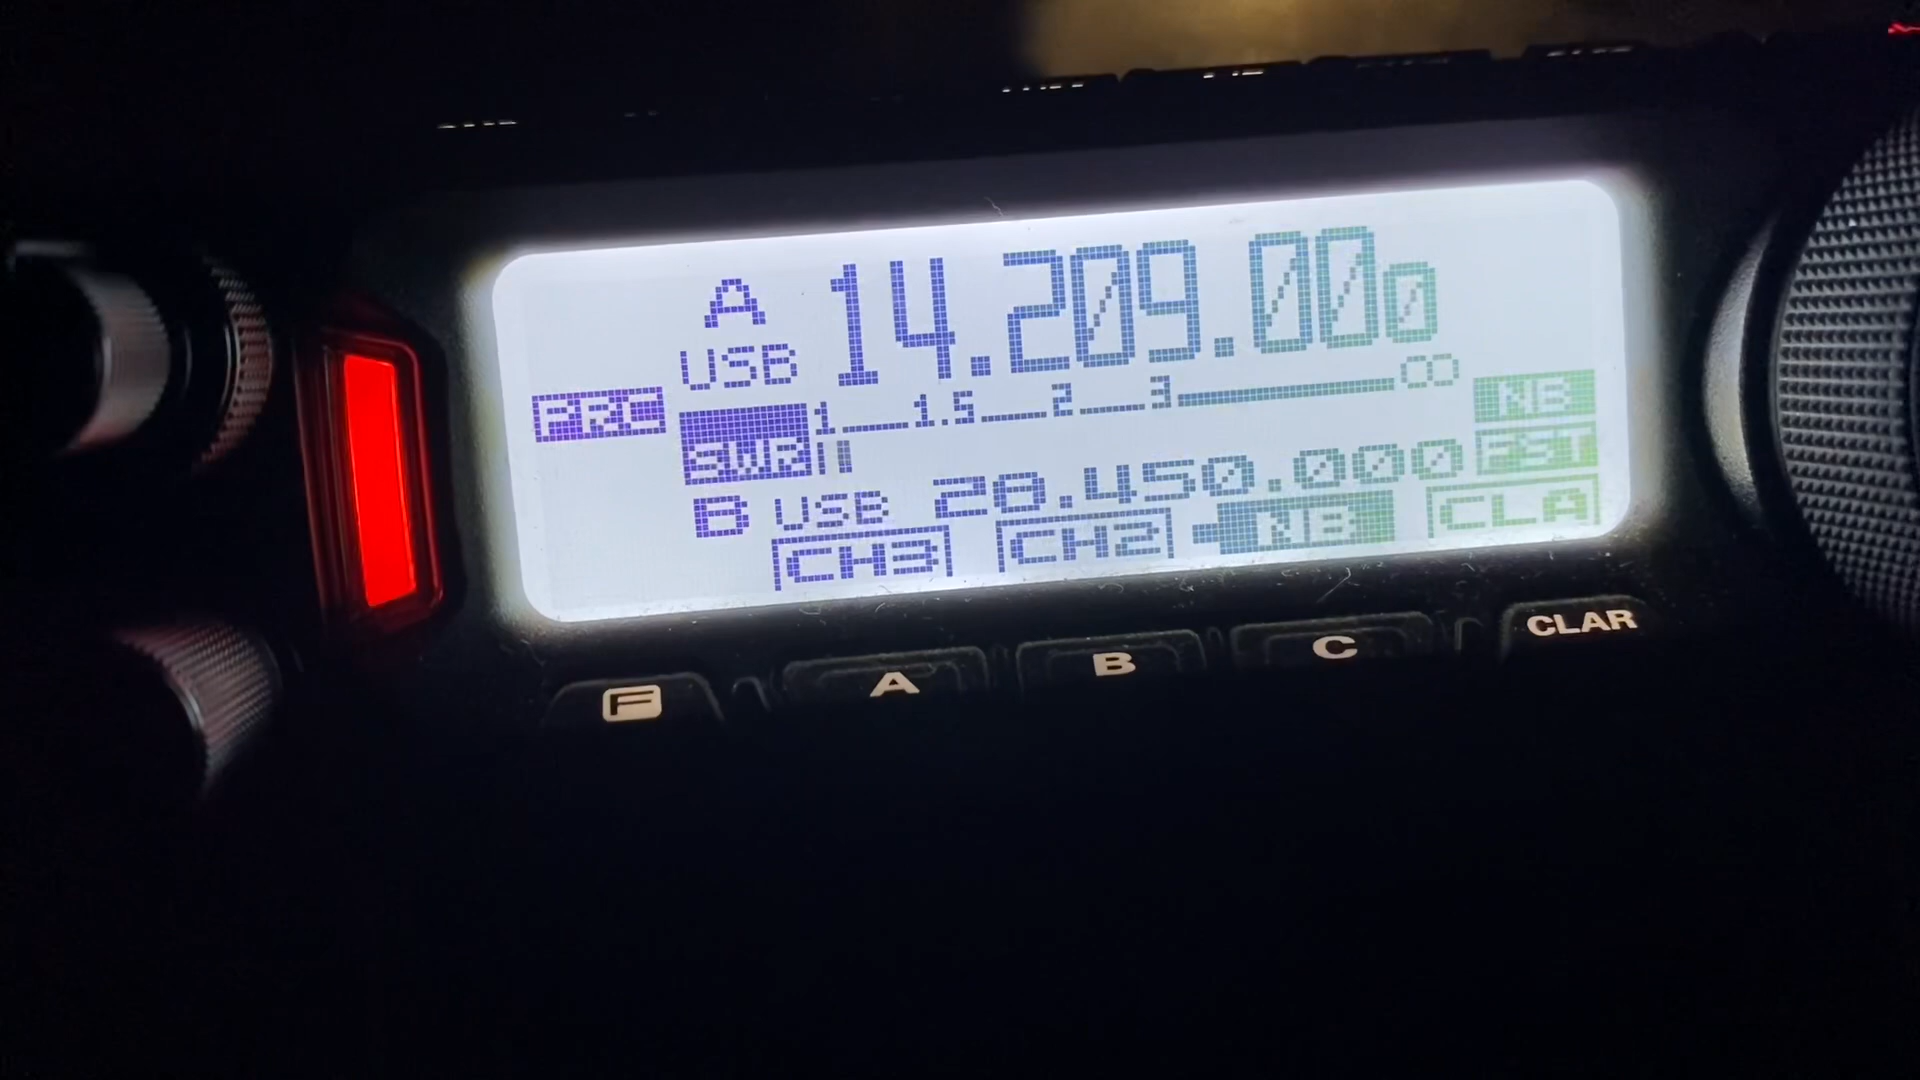 A 14.209.000
USB
PRC 1 1.5 2 3 ∞ NB
SWR FST
B USB 28.450.000
CH3 CH2 NB CLA
F A B C CLAR